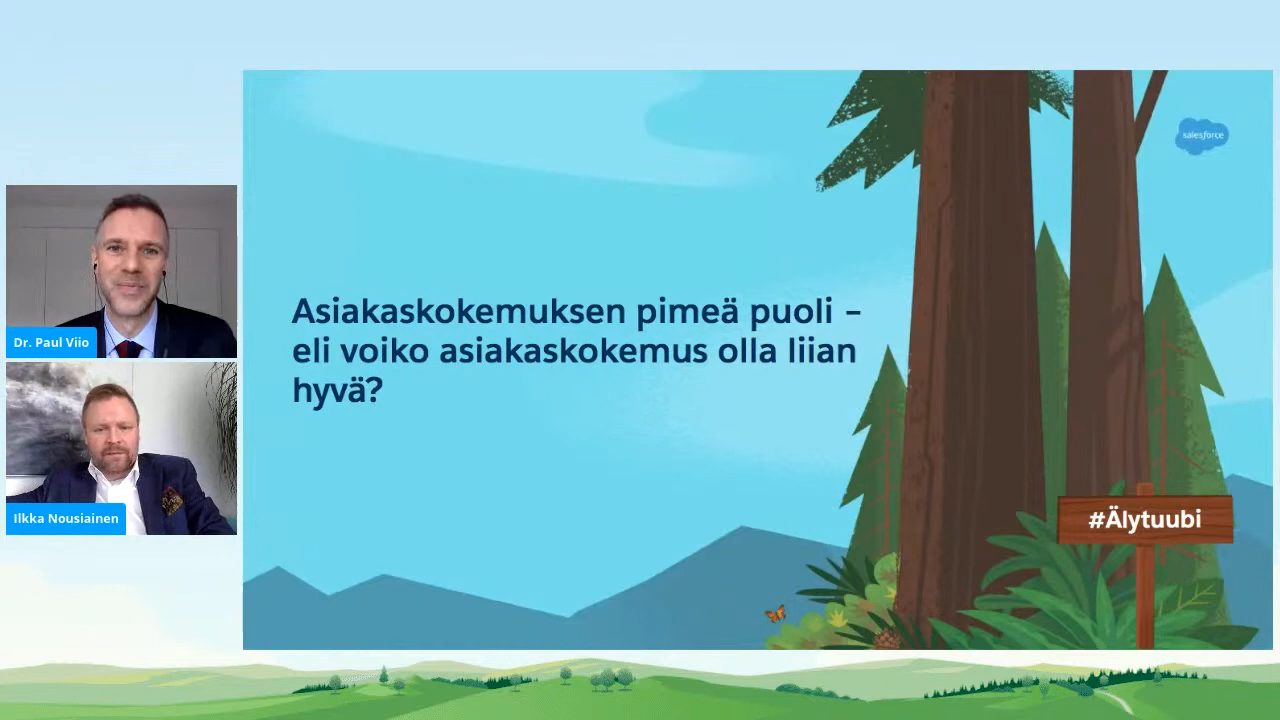 salesforce
Asiakaskokemuksen pimeä puoli –
eli voiko asiakaskokemus olla liian
hyvä?
#Älytuubi
Dr. Paul Viio
Ilkka Nousiainen